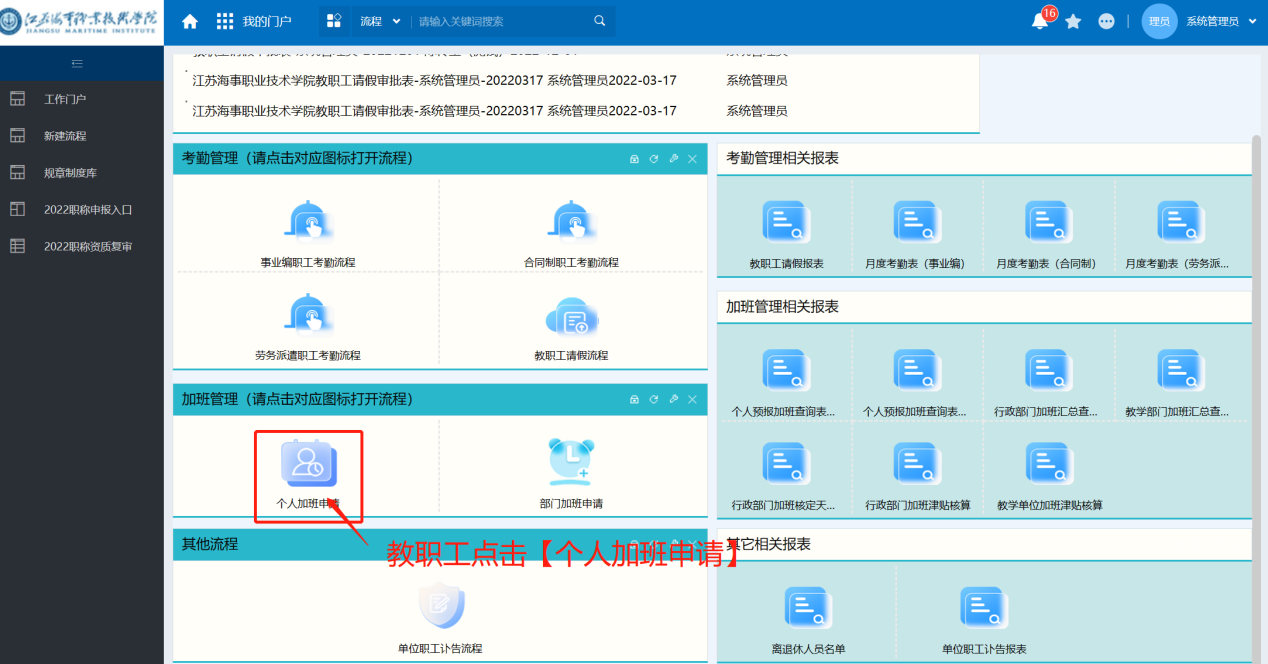 江苏海事职业技术学院
JIANGSU MARITIME INSTITUTE
我的门户
流程
请输入关键词搜索
16
理员
系统管理员
工作门户
新建流程
规章制度库
2022职称申报入口
2022职称资质复审
江苏海事职业技术学院教职工请假审批表-系统管理员-20220317 系统管理员2022-03-17 系统管理员
江苏海事职业技术学院教职工请假审批表-系统管理员-20220317 系统管理员2022-03-17 系统管理员
考勤管理（请点击对应图标打开流程）
事业编职工考勤流程
合同制职工考勤流程
劳务派遣职工考勤流程
教职工请假流程
加班管理（请点击对应图标打开流程）
个人加班申请
部门加班申请
教职工点击【个人加班申请】
其他流程
单位职工讣告流程
考勤管理相关报表
教职工请假报表
月度考勤表（事业编）
月度考勤表（合同制）
月度考勤表（劳务派...
加班管理相关报表
个人预报加班查询表...
个人预报加班查询表...
行政部门加班汇总查...
教学部门加班汇总查...
行政部门加班核定天...
行政部门加班津贴核算
教学单位加班津贴核算
其它相关报表
离退休人员名单
单位职工讣告报表